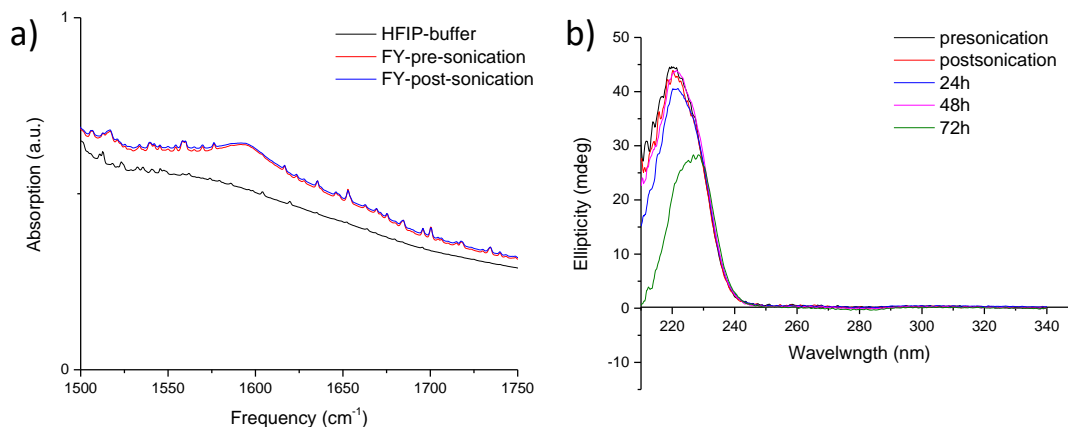 a)
1
Absorption (a.u.)
0
HFIP-buffer
FY-pre-sonication
FY-post-sonication
1500 1550 1600 1650 1700 1750
Frequency (cm-1)
b)
50
40
30
20
10
0
-10
Ellipticity (mdeg)
presonication
postsonication
24h
48h
72h
220 240 260 280 300 320 340
Wavelwngth (nm)